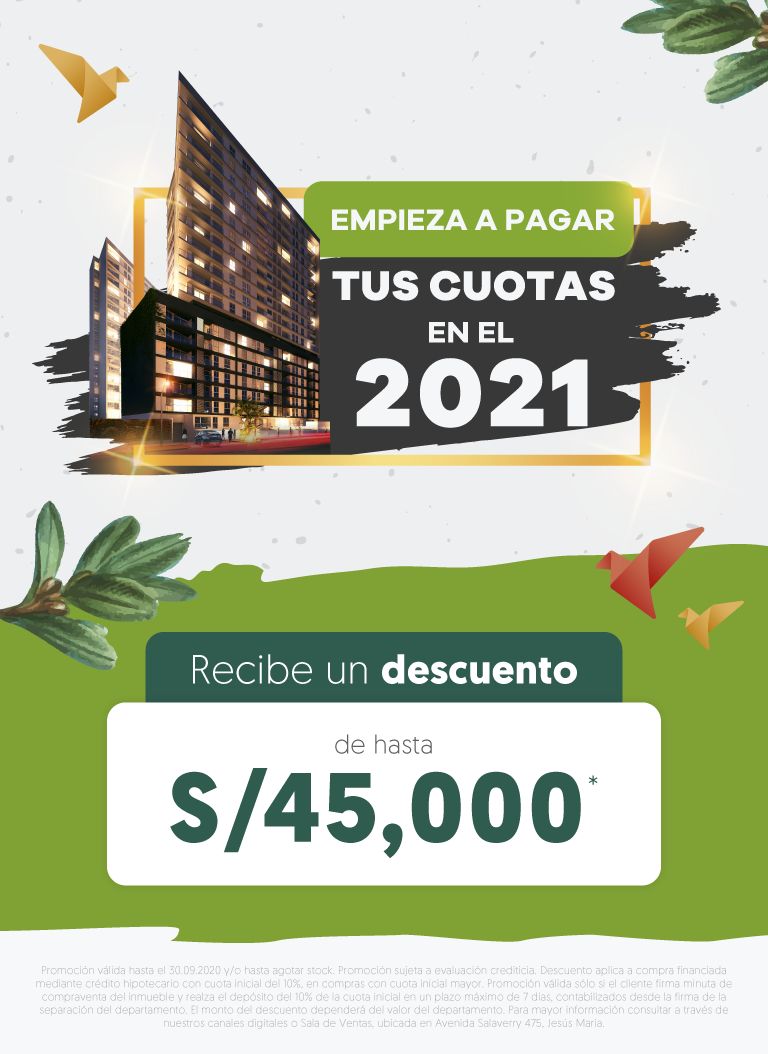 EMPIEZA A PAGAR
TUS CUOTAS
EN EL
2021
Recibe un descuento
de hasta
S/45,000*
Promoción válida hasta el 30.09.2020 y/o hasta agotar stock. Promoción sujeta a evaluación crediticia. Descuento aplica a compra financiada
mediante crédito hipotecario con cuota inicial del 10%, en compras con cuota inicial mayor. Promoción válida sólo si el cliente firma minuta de
compraventa del inmueble y realza el depósito del 10% de la cuota inicial en un plazo máximo de 7 días, contabilizados desde la firma de la
separación del departamento. El monto del descuento dependerá del valor del departamento. Para mayor información consultar a través de
nuestros canales digitales o Sala de Ventas, ubicada en Avenida Salaverry 475, Jesús María.